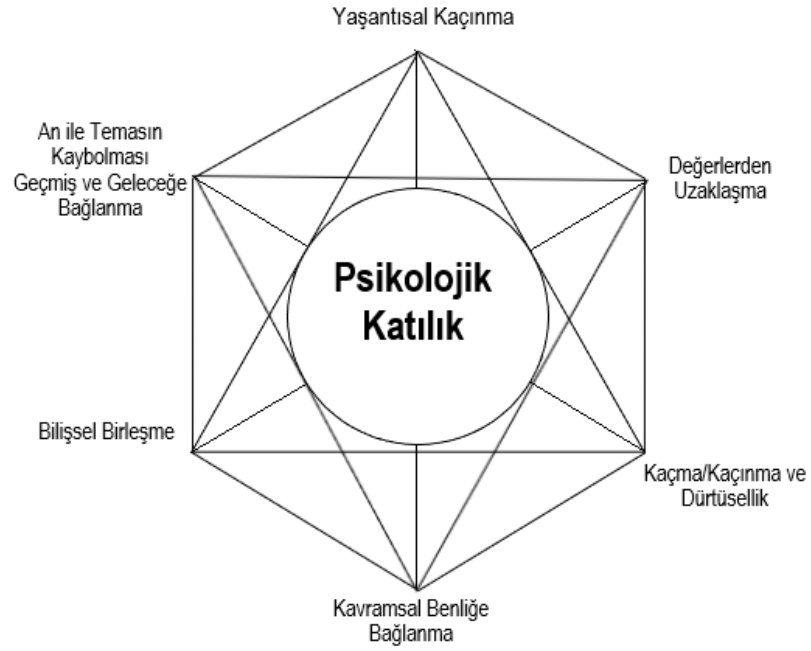 Yaşantısal Kaçınma
An ile Temasın
Kaybolması
Geçmiş ve Geleceğe
Bağlanma
Değerlerden
Uzaklaşma
Psikolojik
Katılık
Bilişsel Birleşme
Kaçma/Kaçınma ve
Dürtüsellik
Kavramsal Benliğe
Bağlanma